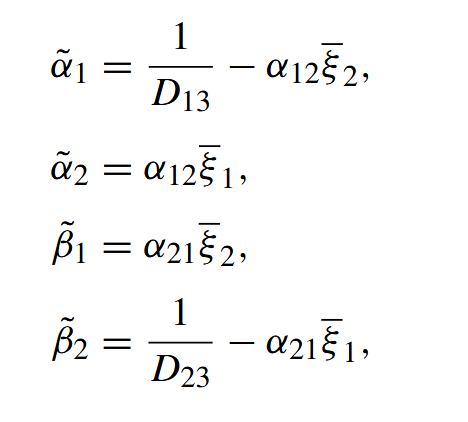 α̃₁ = 1/D₁₃ − α₁₂ξ̅₂,
α̃₂ = α₁₂ξ̅₁,
β̃₁ = α₂₁ξ̅₂,
β̃₂ = 1/D₂₃ − α₂₁ξ̅₁,